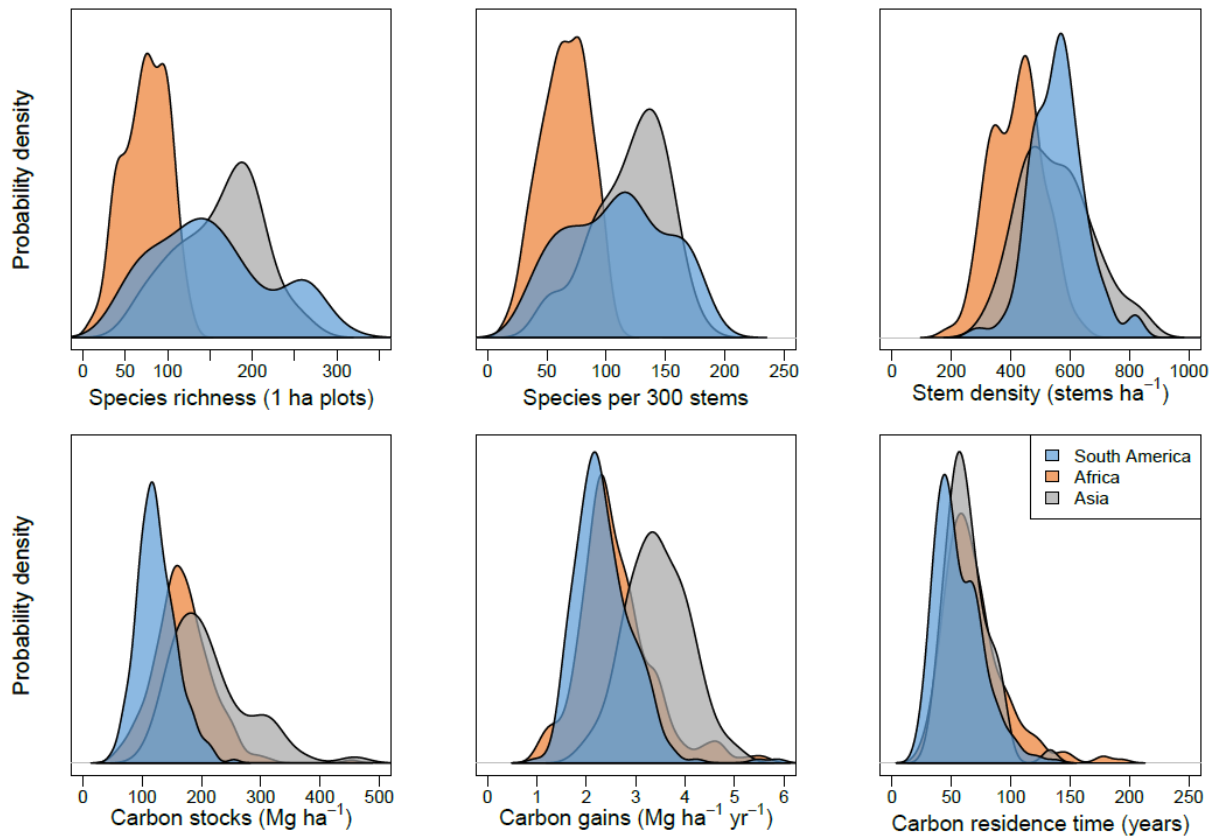 Probability density
0 50 100 200 300
Species richness (1 ha plots)
0 50 100 150 200 250
Species per 300 stems
0 200 400 600 800 1000
Stem density (stems ha⁻¹)
Probability density
0 100 200 300 400 500
Carbon stocks (Mg ha⁻¹)
0 1 2 3 4 5 6
Carbon gains (Mg ha⁻¹ yr⁻¹)
South America
Africa
Asia
0 50 100 150 200 250
Carbon residence time (years)